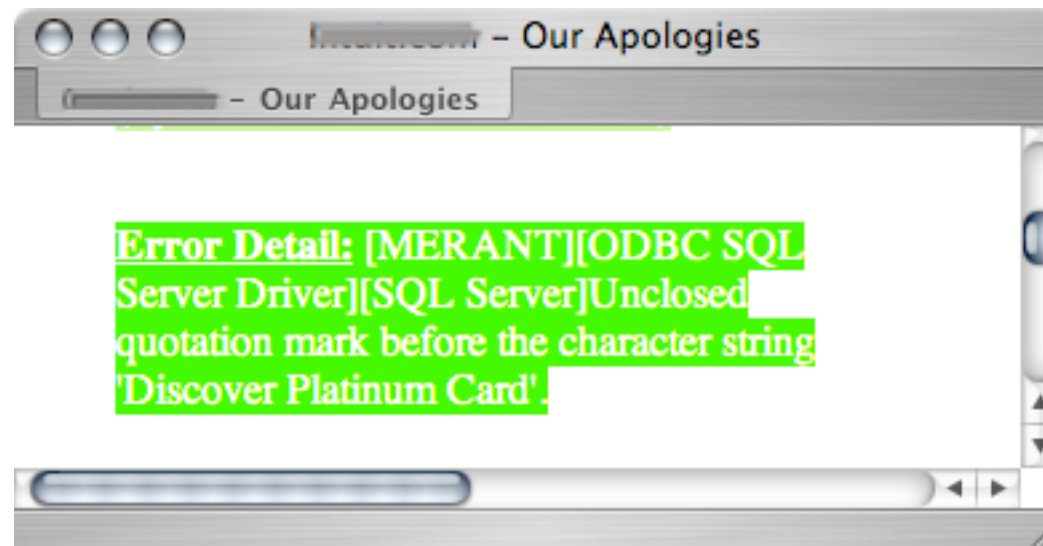 – Our Apologies
– Our Apologies
Error Detail: [MERANT][ODBC SQL
Server Driver][SQL Server]Unclosed
quotation mark before the character string
'Discover Platinum Card'.